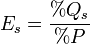 E_s = \frac{\%Q_s}{\%P}